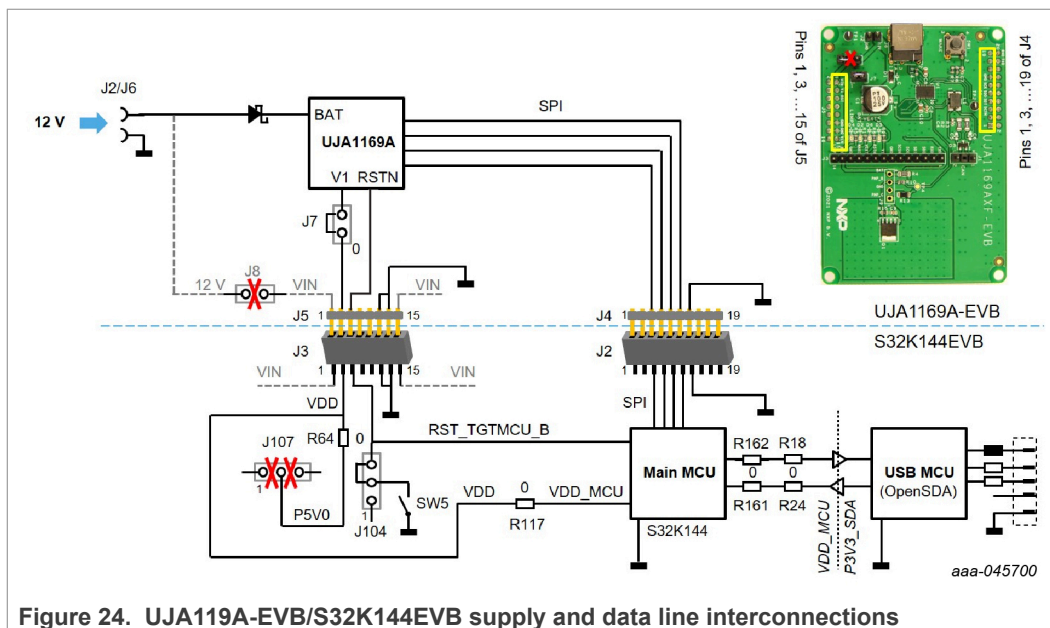 J2/J6
12 V
BAT
UJA1169A
V1 RSTN
SPI
J7
0
J8
12 V
VIN
VIN
J5
1
15
J4
1
19
UJA1169A-EVB
S32K144EVB
J3
1
15
J2
1
19
VIN
VIN
VDD
SPI
R64
0
RST_TGTMCU_B
J107
1
P5V0
J104
1
SW5
VDD
0
VDD_MCU
R117
Main MCU
S32K144
R162
R18
0
0
R161
R24
VDD_MCU
P3V3_SDA
USB MCU
(OpenSDA)
aaa-045700
Pins 1, 3, ...15 of J5
Pins 1, 3, ...19 of J4
UJA1169AXF-EVB
NXP
Figure 24. UJA119A-EVB/S32K144EVB supply and data line interconnections